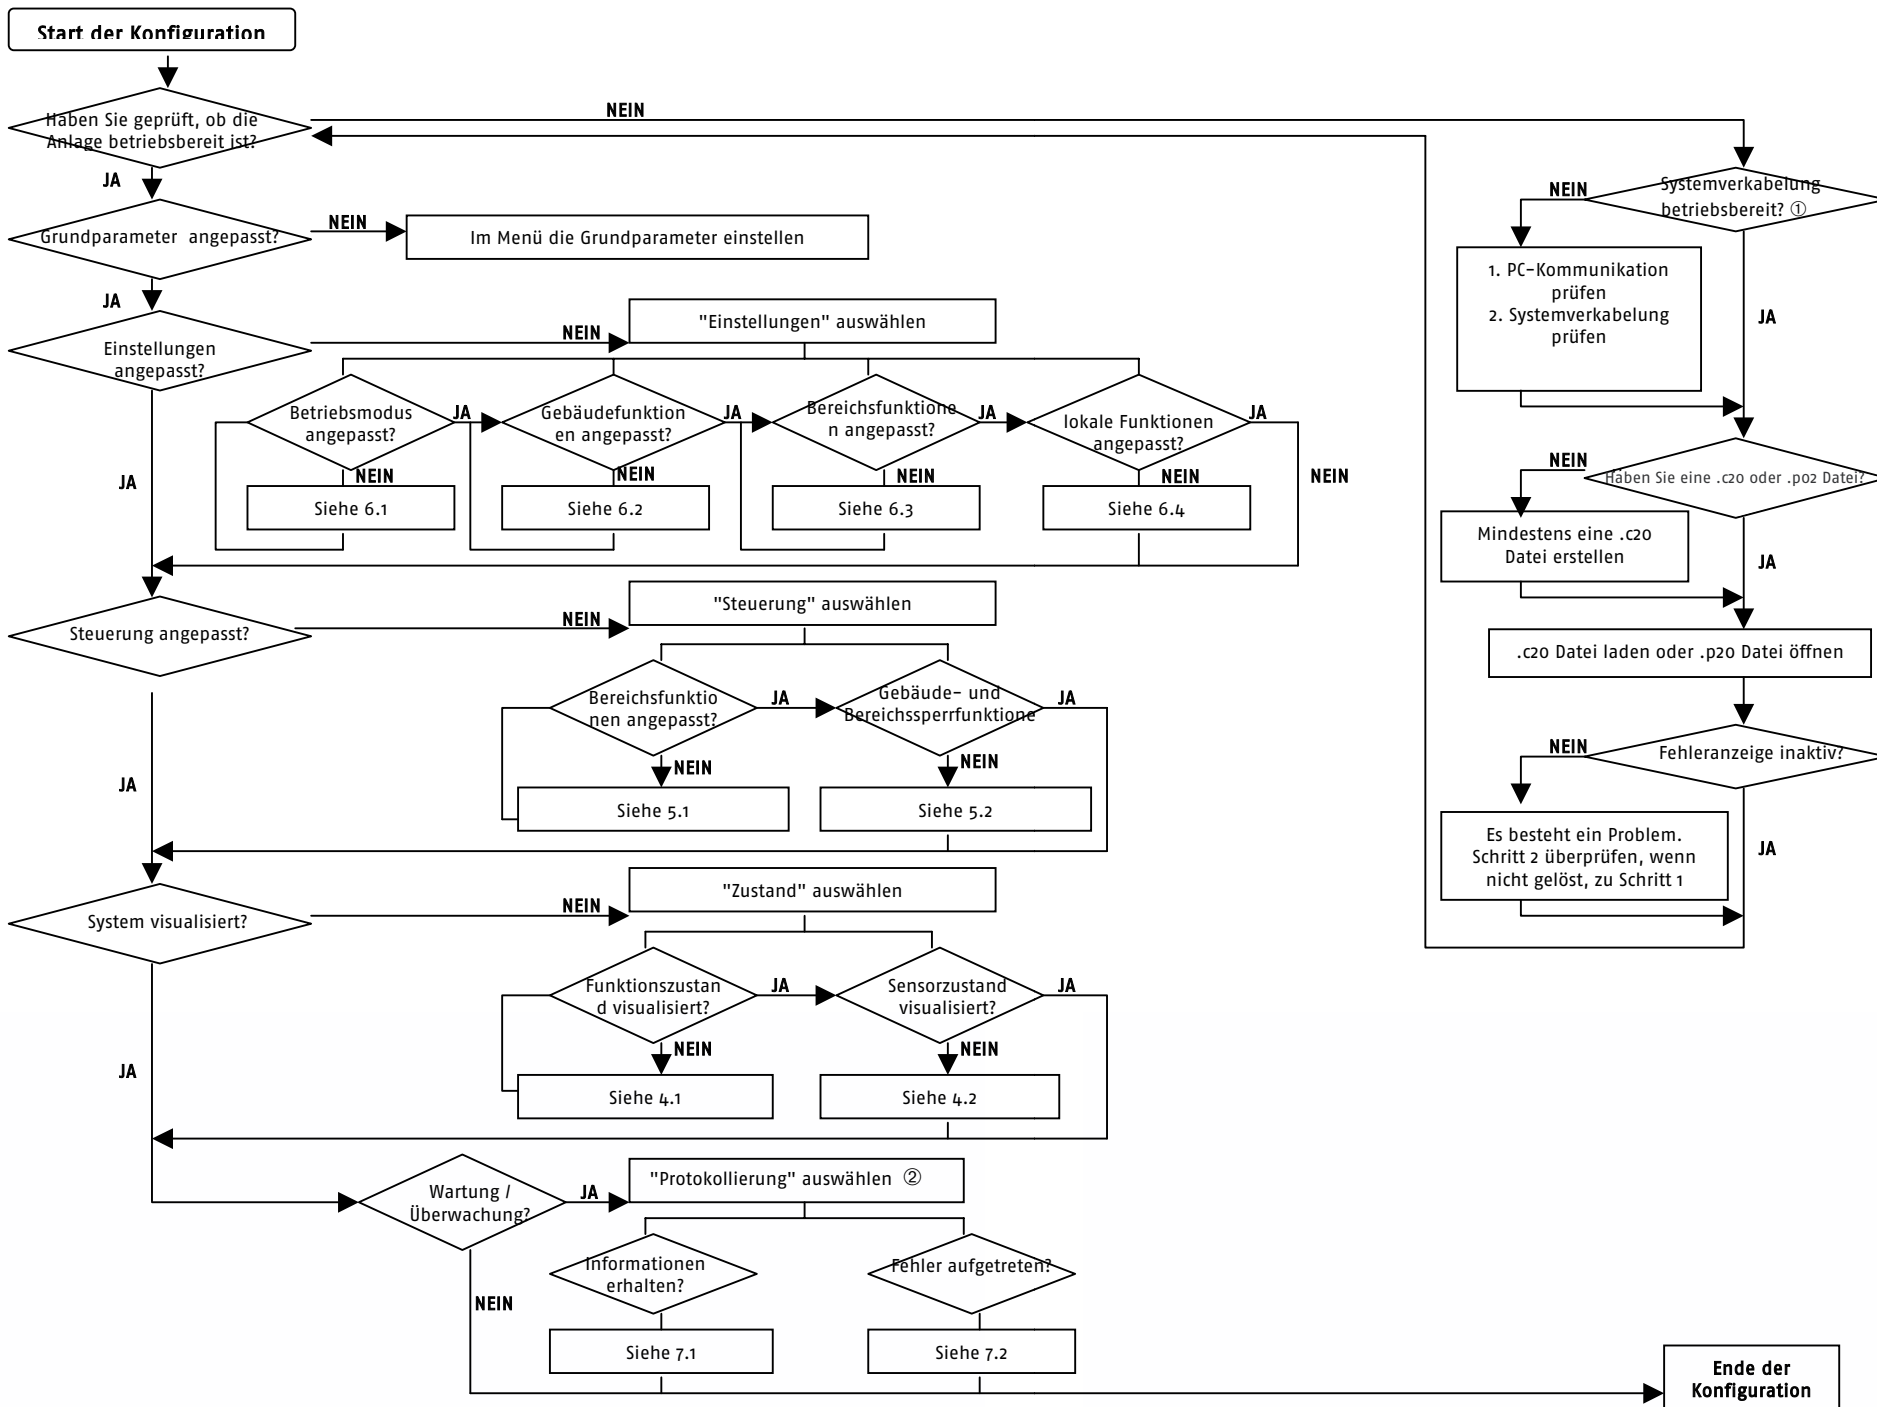 Start der Konfiguration
Haben Sie geprüft, ob die
Anlage betriebsbereit ist?
NEIN
JA
Grundparameter angepasst?
NEIN
Im Menü die Grundparameter einstellen
JA
Einstellungen
angepasst?
NEIN
"Einstellungen" auswählen
Betriebsmodus
angepasst?
JA
Gebäudefunktion
en angepasst?
JA
Bereichsfunktione
n angepasst?
JA
lokale Funktionen
angepasst?
JA
NEIN
NEIN
NEIN
NEIN
NEIN
JA
Siehe 6.1
Siehe 6.2
Siehe 6.3
Siehe 6.4
Steuerung angepasst?
NEIN
"Steuerung" auswählen
Bereichsfunktio
nen angepasst?
JA
Gebäude- und
Bereichssperrfunktione
JA
NEIN
NEIN
JA
Siehe 5.1
Siehe 5.2
System visualisiert?
NEIN
"Zustand" auswählen
Funktionszustan
d visualisiert?
JA
Sensorzustand
visualisiert?
JA
NEIN
NEIN
JA
Siehe 4.1
Siehe 4.2
Wartung /
Überwachung?
JA
"Protokollierung" auswählen ②
Informationen
erhalten?
Fehler aufgetreten?
NEIN
Siehe 7.1
Siehe 7.2
Systemverkabelung
betriebsbereit? ①
NEIN
1. PC-Kommunikation
prüfen
2. Systemverkabelung
prüfen
JA
Haben Sie eine .c20 oder .p02 Datei?
NEIN
Mindestens eine .c20
Datei erstellen
JA
.c20 Datei laden oder .p20 Datei öffnen
Fehleranzeige inaktiv?
NEIN
Es besteht ein Problem.
Schritt 2 überprüfen, wenn
nicht gelöst, zu Schritt 1
JA
Ende der
Konfiguration